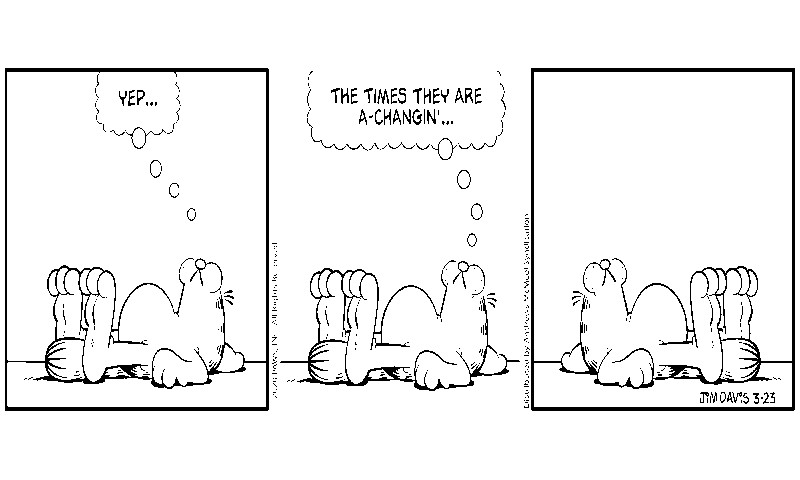 YEP...
THE TIMES THEY ARE
A-CHANGIN'...
JIM DAVIS 3-23